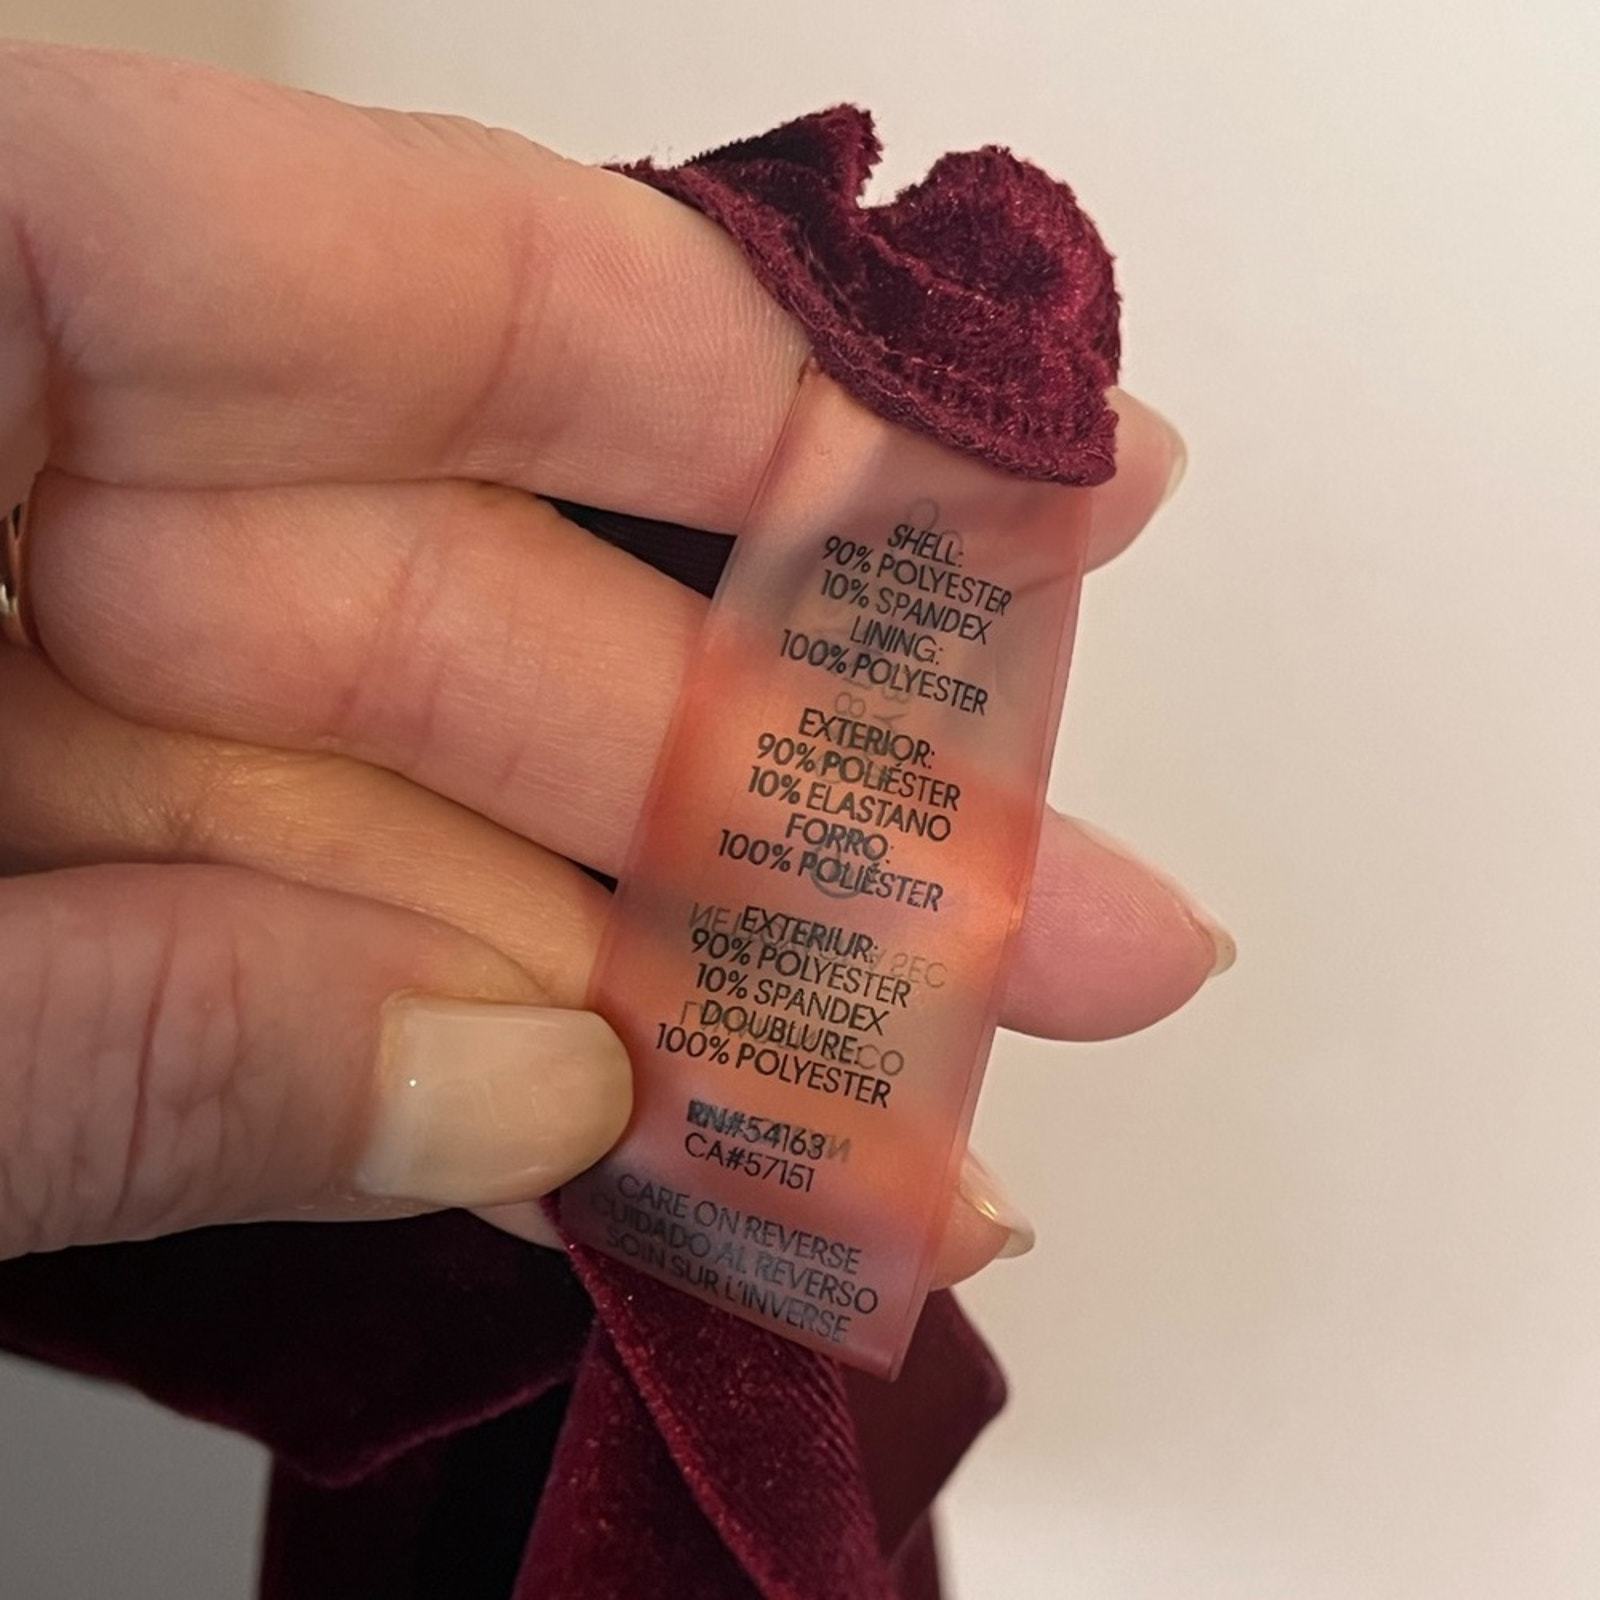 SHELL:
90% POLYESTER
10% SPANDEX
LINING:
100% POLYESTER
EXTERIOR:
90% POLIÉSTER
10% ELASTANO
FORRO:
100% POLIÉSTER
EXTERIUR:
90% POLYESTER
10% SPANDEX
DOUBLURE:
100% POLYESTER
RN#54163
CA#57151
CARE ON REVERSE
CUIDADO AL REVERSO
SOIN SUR L'INVERSE